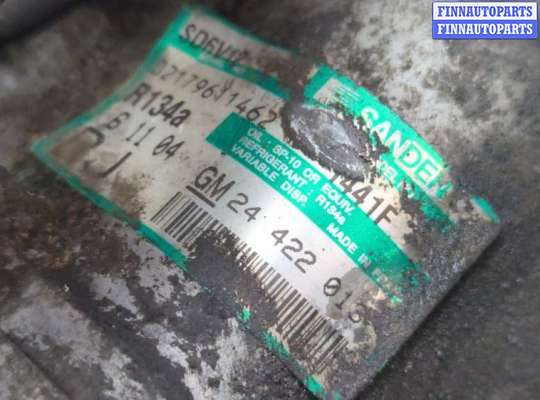 FINNAUTOPARTS
FINNAUTOPARTS
SD6V12
SANDEN
R134a
6 11 04
OIL : SP-10 OR EQUIV.
REFRIGERANT : R134a
VARIABLE DISP.
MADE IN
1441F
GM 24 422 013